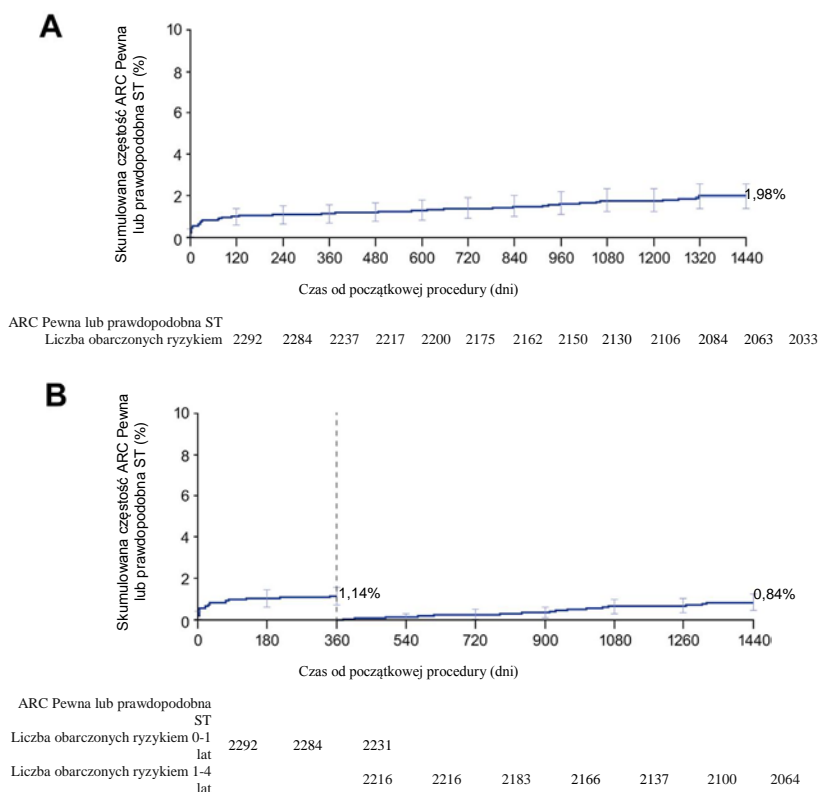 A
Skumulowana częstość ARC Pewna
lub prawdopodobna ST (%)
10
8
6
4
2
0
1,98%
0 120 240 360 480 600 720 840 960 1080 1200 1320 1440
Czas od początkowej procedury (dni)
ARC Pewna lub prawdopodobna ST
Liczba obarczonych ryzykiem 2292 2284 2237 2217 2200 2175 2162 2150 2130 2106 2084 2063 2033
B
Skumulowana częstość ARC Pewna
lub prawdopodobna ST (%)
10
8
6
4
2
0
1,14%
0,84%
0 180 360 540 720 900 1080 1260 1440
Czas od początkowej procedury (dni)
ARC Pewna lub prawdopodobna
ST
Liczba obarczonych ryzykiem 0-1
lat
2292 2284 2231
Liczba obarczonych ryzykiem 1-4
lat
2216 2216 2183 2166 2137 2100 2064